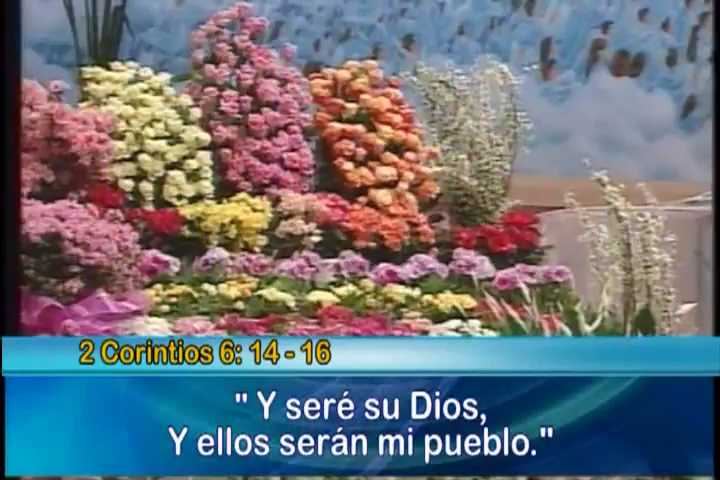 2 Corintios 6: 14 - 16
" Y seré su Dios,
Y ellos serán mi pueblo."